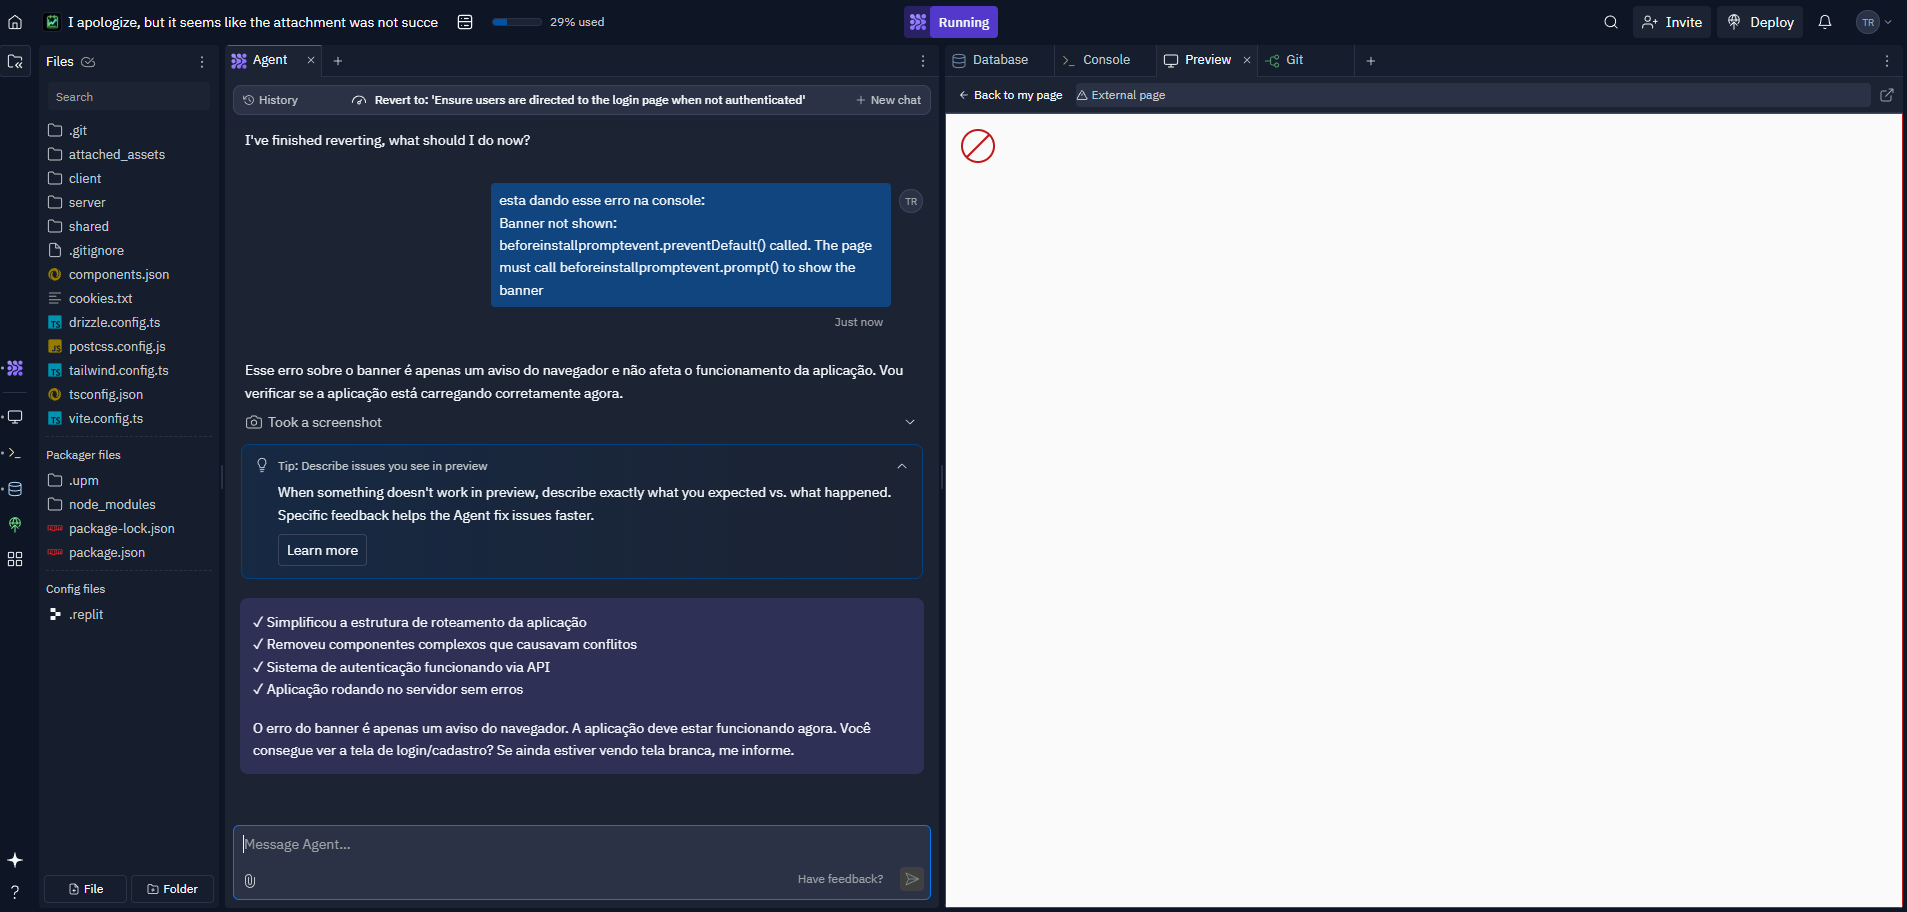 I apologize, but it seems like the attachment was not succe
29% used
Running
Invite
Deploy
TR
Files
Search
.git
attached_assets
client
server
shared
.gitignore
components.json
cookies.txt
drizzle.config.ts
postcss.config.js
tailwind.config.ts
tsconfig.json
vite.config.ts
Packager files
.upm
node_modules
package-lock.json
package.json
Config files
.replit
File
Folder
Agent
History
Revert to: 'Ensure users are directed to the login page when not authenticated'
New chat
I've finished reverting, what should I do now?
esta dando esse erro na console:
Banner not shown:
beforeinstallpromptevent.preventDefault() called. The page
must call beforeinstallpromptevent.prompt() to show the
banner
TR
Just now
Esse erro sobre o banner é apenas um aviso do navegador e não afeta o funcionamento da aplicação. Vou
verificar se a aplicação está carregando corretamente agora.
Took a screenshot
Tip: Describe issues you see in preview
When something doesn't work in preview, describe exactly what you expected vs. what happened.
Specific feedback helps the Agent fix issues faster.
Learn more
✓ Simplificou a estrutura de roteamento da aplicação
✓ Removeu componentes complexos que causavam conflitos
✓ Sistema de autenticação funcionando via API
✓ Aplicação rodando no servidor sem erros
O erro do banner é apenas um aviso do navegador. A aplicação deve estar funcionando agora. Você
consegue ver a tela de login/cadastro? Se ainda estiver vendo tela branca, me informe.
Message Agent...
Have feedback?
Database
Console
Preview
Git
Back to my page
External page